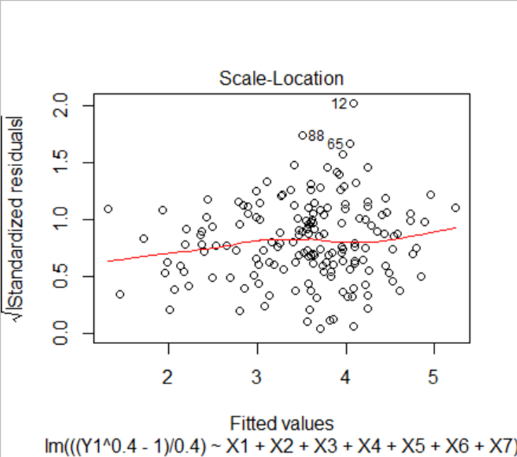 Scale-Location
√|Standardized residuals|
2.0
1.5
1.0
0.5
0.0
12
88
65
2 3 4 5
Fitted values
lm(((Y1^0.4 - 1)/0.4) ~ X1 + X2 + X3 + X4 + X5 + X6 + X7)